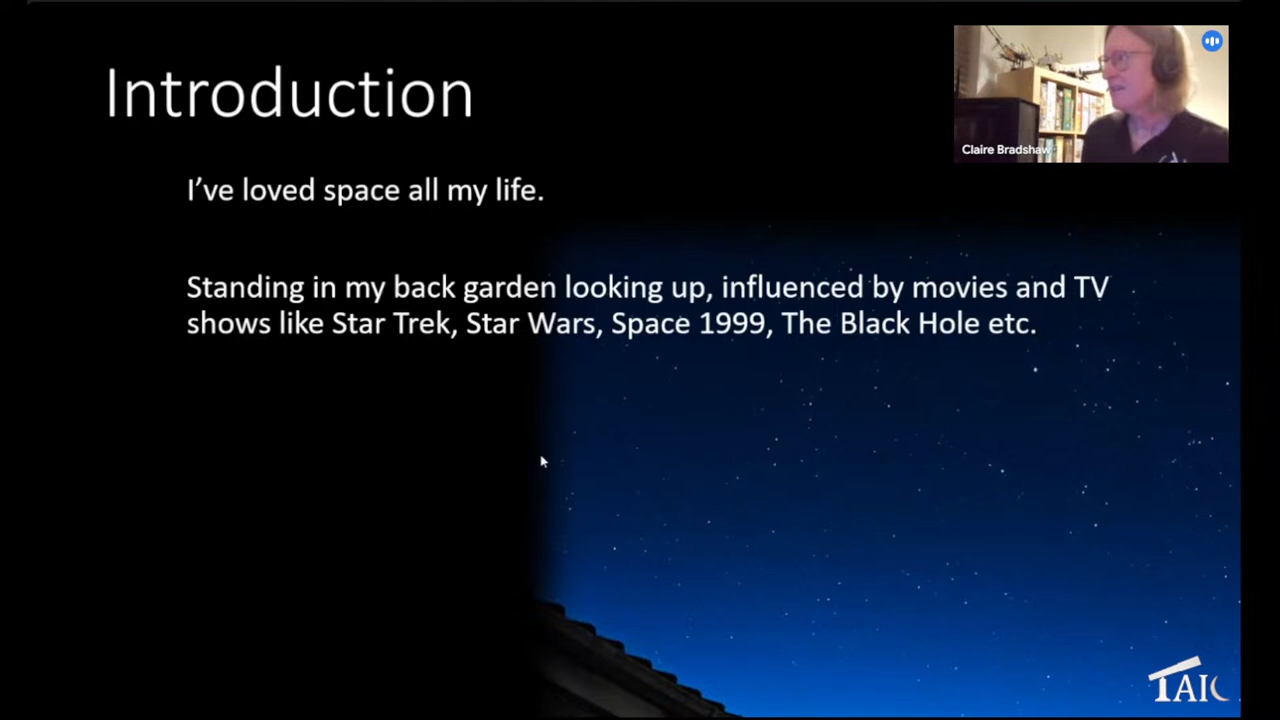 Introduction
Claire Bradshaw
I’ve loved space all my life.
Standing in my back garden looking up, influenced by movies and TV
shows like Star Trek, Star Wars, Space 1999, The Black Hole etc.
TAIC